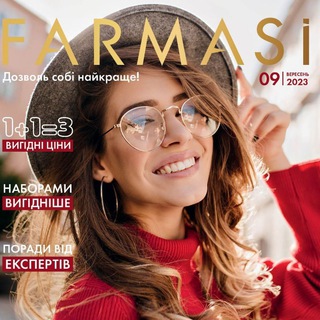 FARMASi
Дозволь собі найкраще!
09 | ВЕРЕСЕНЬ 2023
1+1=3
ВИГІДНІ ЦІНИ
НАБОРАМИ
ВИГІДНІШЕ
ПОРАДИ ВІД
ЕКСПЕРТІВ